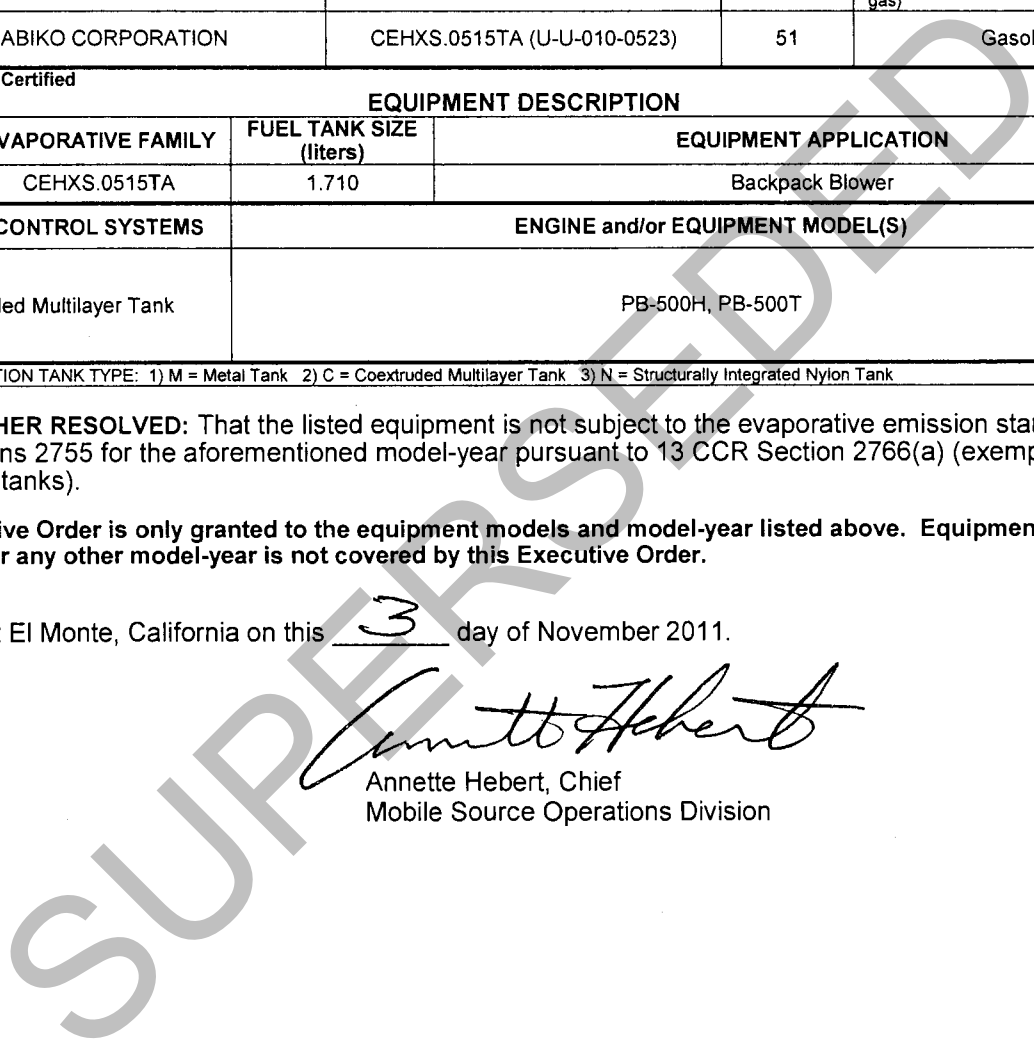 gas)
ABIKO CORPORATION CEHXS.0515TA (U-U-010-0523) 51 Gasol
Certified
EQUIPMENT DESCRIPTION
VAPORATIVE FAMILY FUEL TANK SIZE (liters) EQUIPMENT APPLICATION
CEHXS.0515TA 1.710 Backpack Blower
CONTROL SYSTEMS ENGINE and/or EQUIPMENT MODEL(S)
ed Multilayer Tank PB-500H, PB-500T
ION TANK TYPE: 1) M = Metal Tank 2) C = Coextruded Multilayer Tank 3) N = Structurally Integrated Nylon Tank
HER RESOLVED: That the listed equipment is not subject to the evaporative emission sta
ns 2755 for the aforementioned model-year pursuant to 13 CCR Section 2766(a) (exemp
tanks).
ive Order is only granted to the equipment models and model-year listed above. Equipmen
r any other model-year is not covered by this Executive Order.
El Monte, California on this 3 day of November 2011.
Annette Hebert
Annette Hebert, Chief
Mobile Source Operations Division
SUPERSEDED